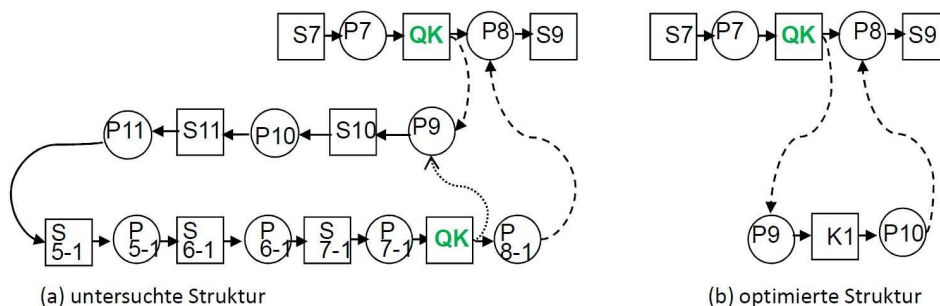 S7 P7 QK P8 S9
S7 P7 QK P8 S9
P11 S11 P10 S10 P9
S P S P S P QK P
5-1 5-1 6-1 6-1 7-1 7-1 8-1
P9 K1 P10
(a) untersuchte Struktur
(b) optimierte Struktur